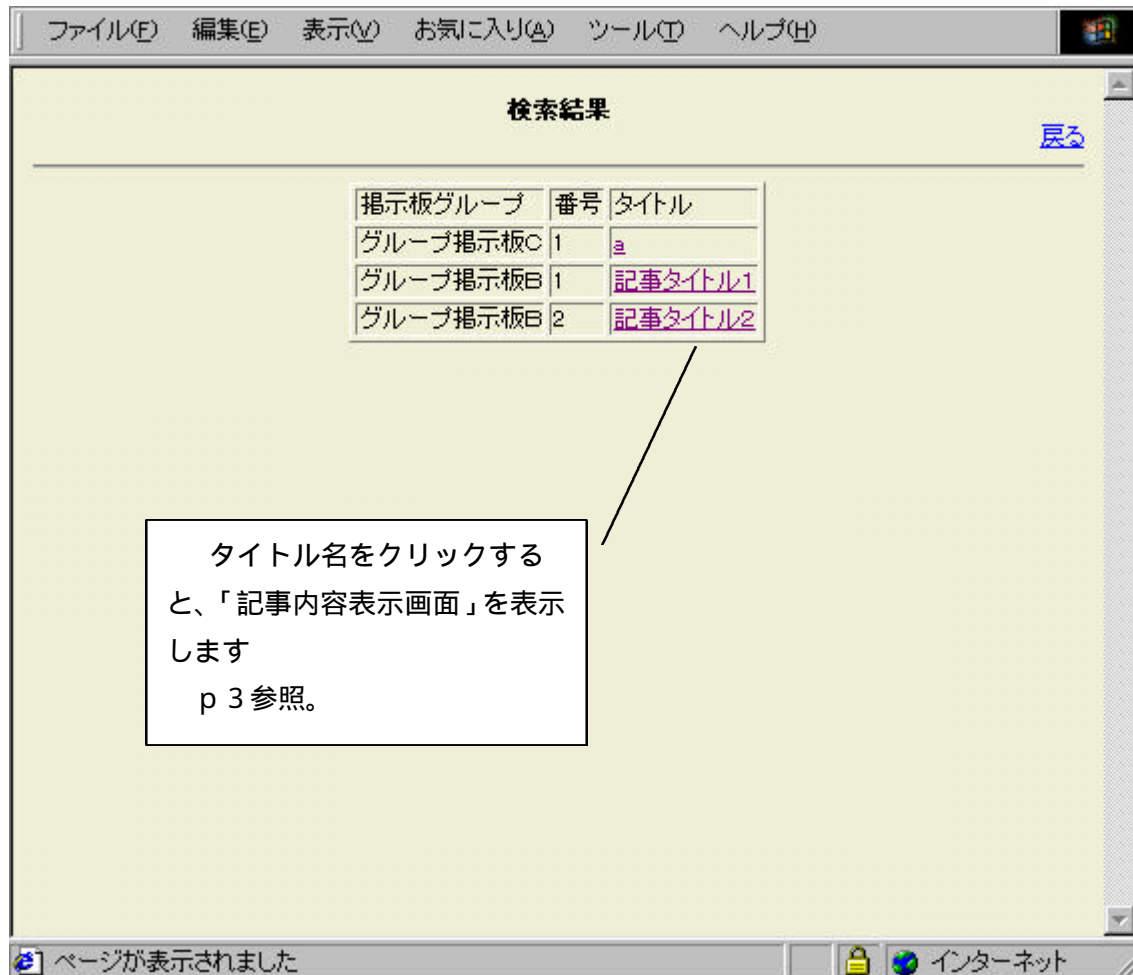 ファイル(F) 編集(E) 表示(V) お気に入り(A) ツール(T) ヘルプ(H)
検索結果
戻る
掲示板グループ 番号 タイトル
グループ掲示板C 1 a
グループ掲示板B 1 記事タイトル1
グループ掲示板B 2 記事タイトル2
タイトル名をクリックする
と、「記事内容表示画面」を表示
します
p3参照。
ページが表示されました インターネット